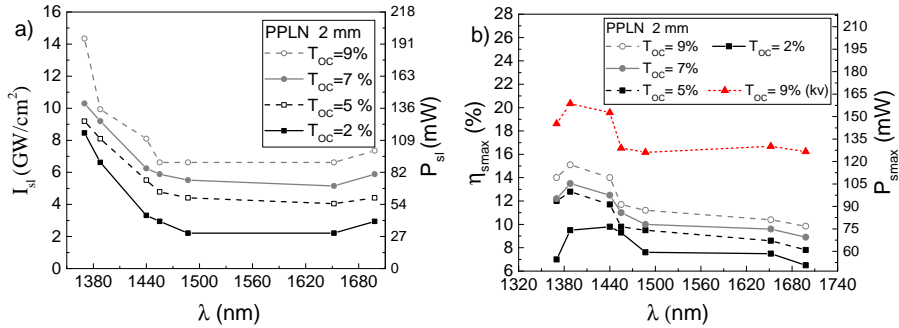 a)
PPLN 2 mm
T_OC=9%
T_OC=7 %
T_OC=5 %
T_OC=2 %
16
14
12
10
8
6
4
2
0
I_sl (GW/cm²)
218
190
163
136
109
82
54
27
0
P_sl (mW)
1380
1440
1500
1560
1620
1680
λ (nm)
b)
PPLN 2 mm
T_OC= 9%
T_OC= 2%
T_OC= 7%
T_OC= 5%
T_OC= 9% (kv)
28
26
24
22
20
18
16
14
12
10
8
6
η_smax (%)
210
195
180
165
150
135
120
105
90
75
60
P_smax (mW)
1320
1380
1440
1500
1560
1620
1680
1740
λ (nm)